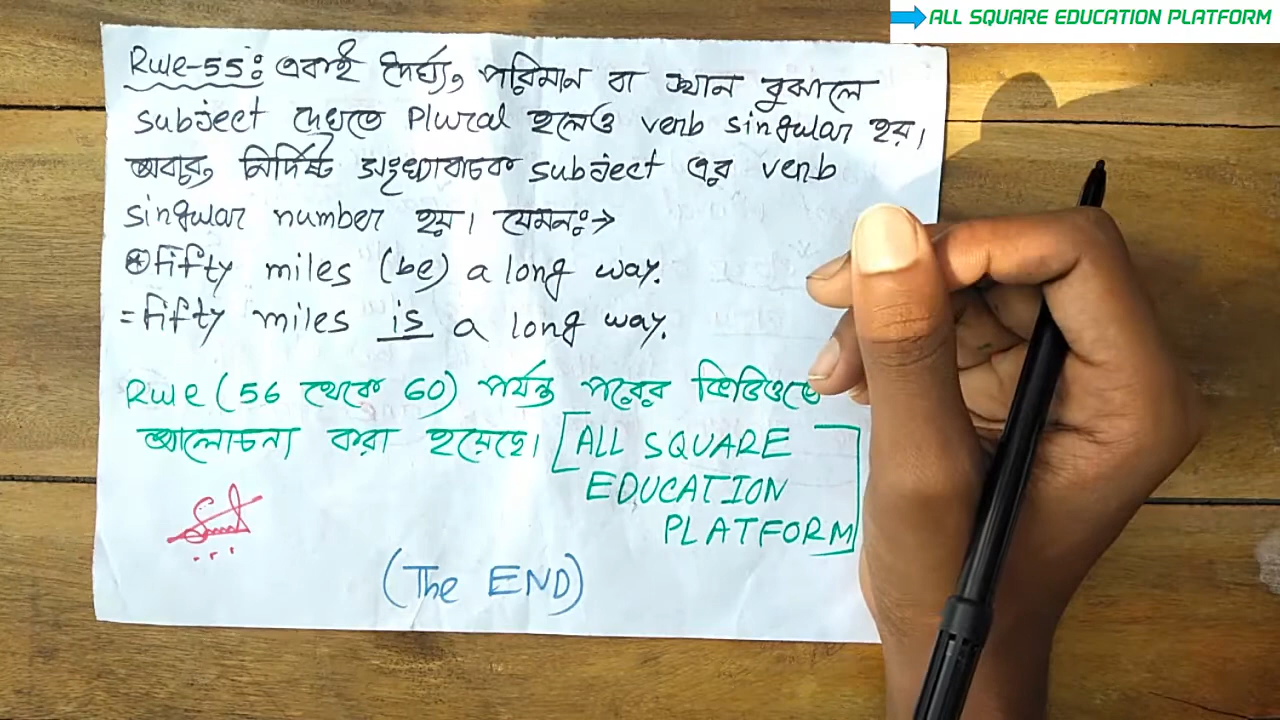 ALL SQUARE EDUCATION PLATFORM
Rule-55: একই দৈর্ঘ্য, পরিমান বা স্থান বুঝালে
subject দেখতে Plural হলেও verb singular হয়।
আবার, নির্দিষ্ট সংখ্যাবাচক subject এর verb
singular number হয়। যেমনঃ→
⊛Fifty miles (be) a long way.
=Fifty miles is a long way.
Rule (56 থেকে 60) পর্যন্ত পরের ভিডিওতে
আলোচনা করা হয়েছে। [ALL SQUARE
EDUCATION
PLATFORM]
(The END)